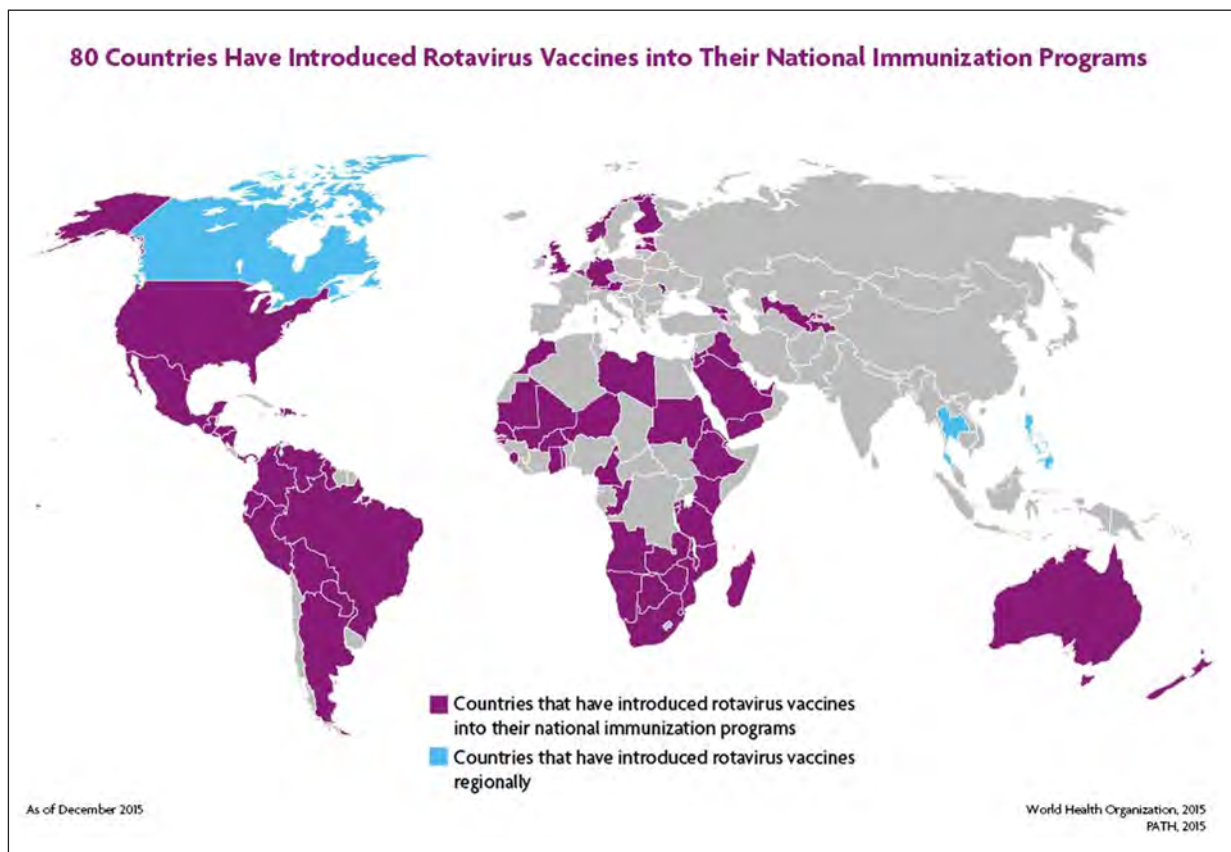 80 Countries Have Introduced Rotavirus Vaccines into Their National Immunization Programs
Countries that have introduced rotavirus vaccines
into their national immunization programs
Countries that have introduced rotavirus vaccines
regionally
As of December 2015
World Health Organization, 2015
PATH, 2015